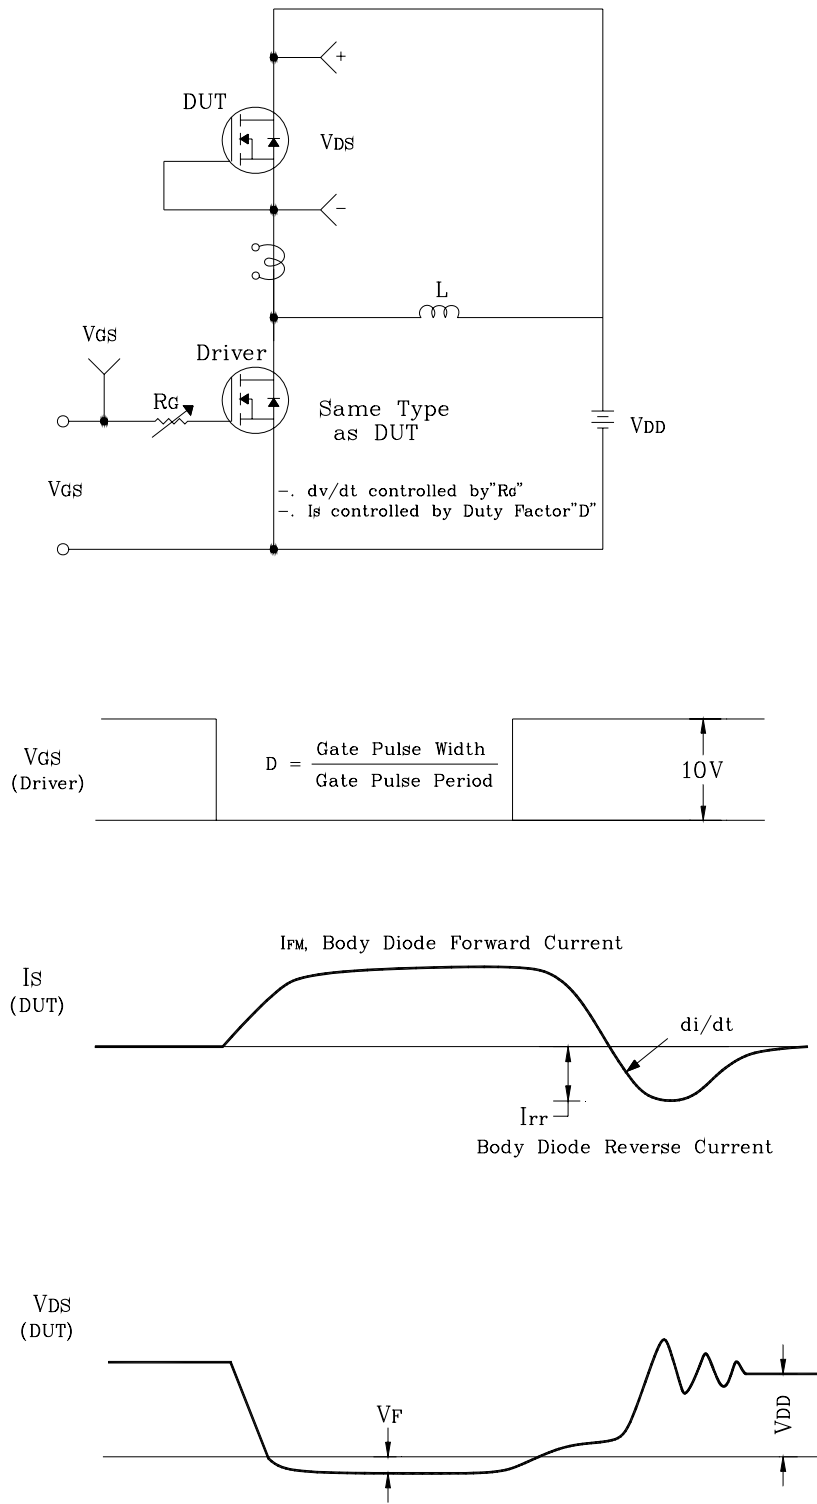 +
DUT
VDS
−
L
VGS
Driver
RG
Same Type
as DUT
VDD
VGS
−. dv/dt controlled by"RG"
−. IS controlled by Duty Factor"D"
VGS
(Driver)
D = Gate Pulse Width
Gate Pulse Period
10V
IFM, Body Diode Forward Current
IS
(DUT)
di/dt
Irr
Body Diode Reverse Current
VDS
(DUT)
VF
VDD